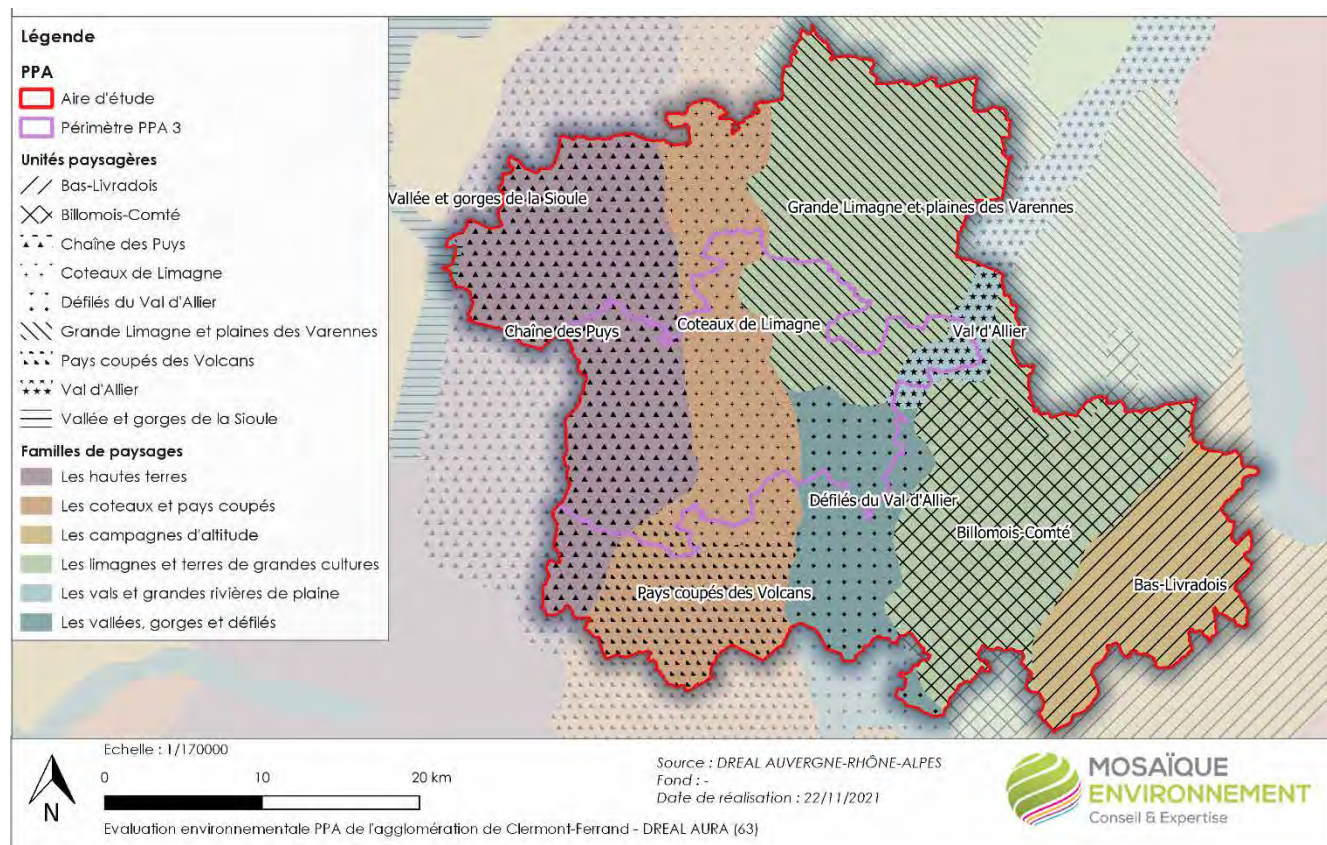 Légende
PPA
Aire d'étude
Périmètre PPA 3
Unités paysagères
Bas-Livradois
Billomois-Comté
Chaîne des Puys
Coteaux de Limagne
Défilés du Val d'Allier
Grande Limagne et plaines des Varennes
Pays coupés des Volcans
Val d'Allier
Vallée et gorges de la Sioule
Familles de paysages
Les hautes terres
Les coteaux et pays coupés
Les campagnes d'altitude
Les limagnes et terres de grandes cultures
Les vals et grandes rivières de plaine
Les vallées, gorges et défilés
Vallée et gorges de la Sioule
Grande Limagne et plaines des Varennes
Chaîne des Puys
Coteaux de Limagne
Val d'Allier
Défilés du Val d'Allier
Billomois-Comté
Pays coupés des Volcans
Bas-Livradois
N
Echelle : 1/170000
0 10 20 km
Source : DREAL AUVERGNE-RHÔNE-ALPES
Fond : -
Date de réalisation : 22/11/2021
Evaluation environnementale PPA de l'agglomération de Clermont-Ferrand - DREAL AURA (63)
MOSAÏQUE
ENVIRONNEMENT
Conseil & Expertise